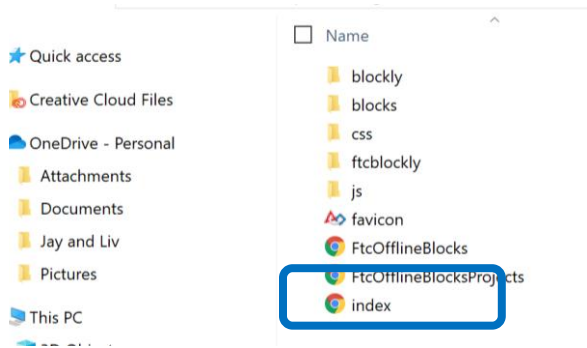 Quick access
Creative Cloud Files
OneDrive - Personal
Attachments
Documents
Jay and Liv
Pictures
This PC
Name
blockly
blocks
css
ftcblockly
js
favicon
FtcOfflineBlocks
FtcOfflineBlocksProjects
index